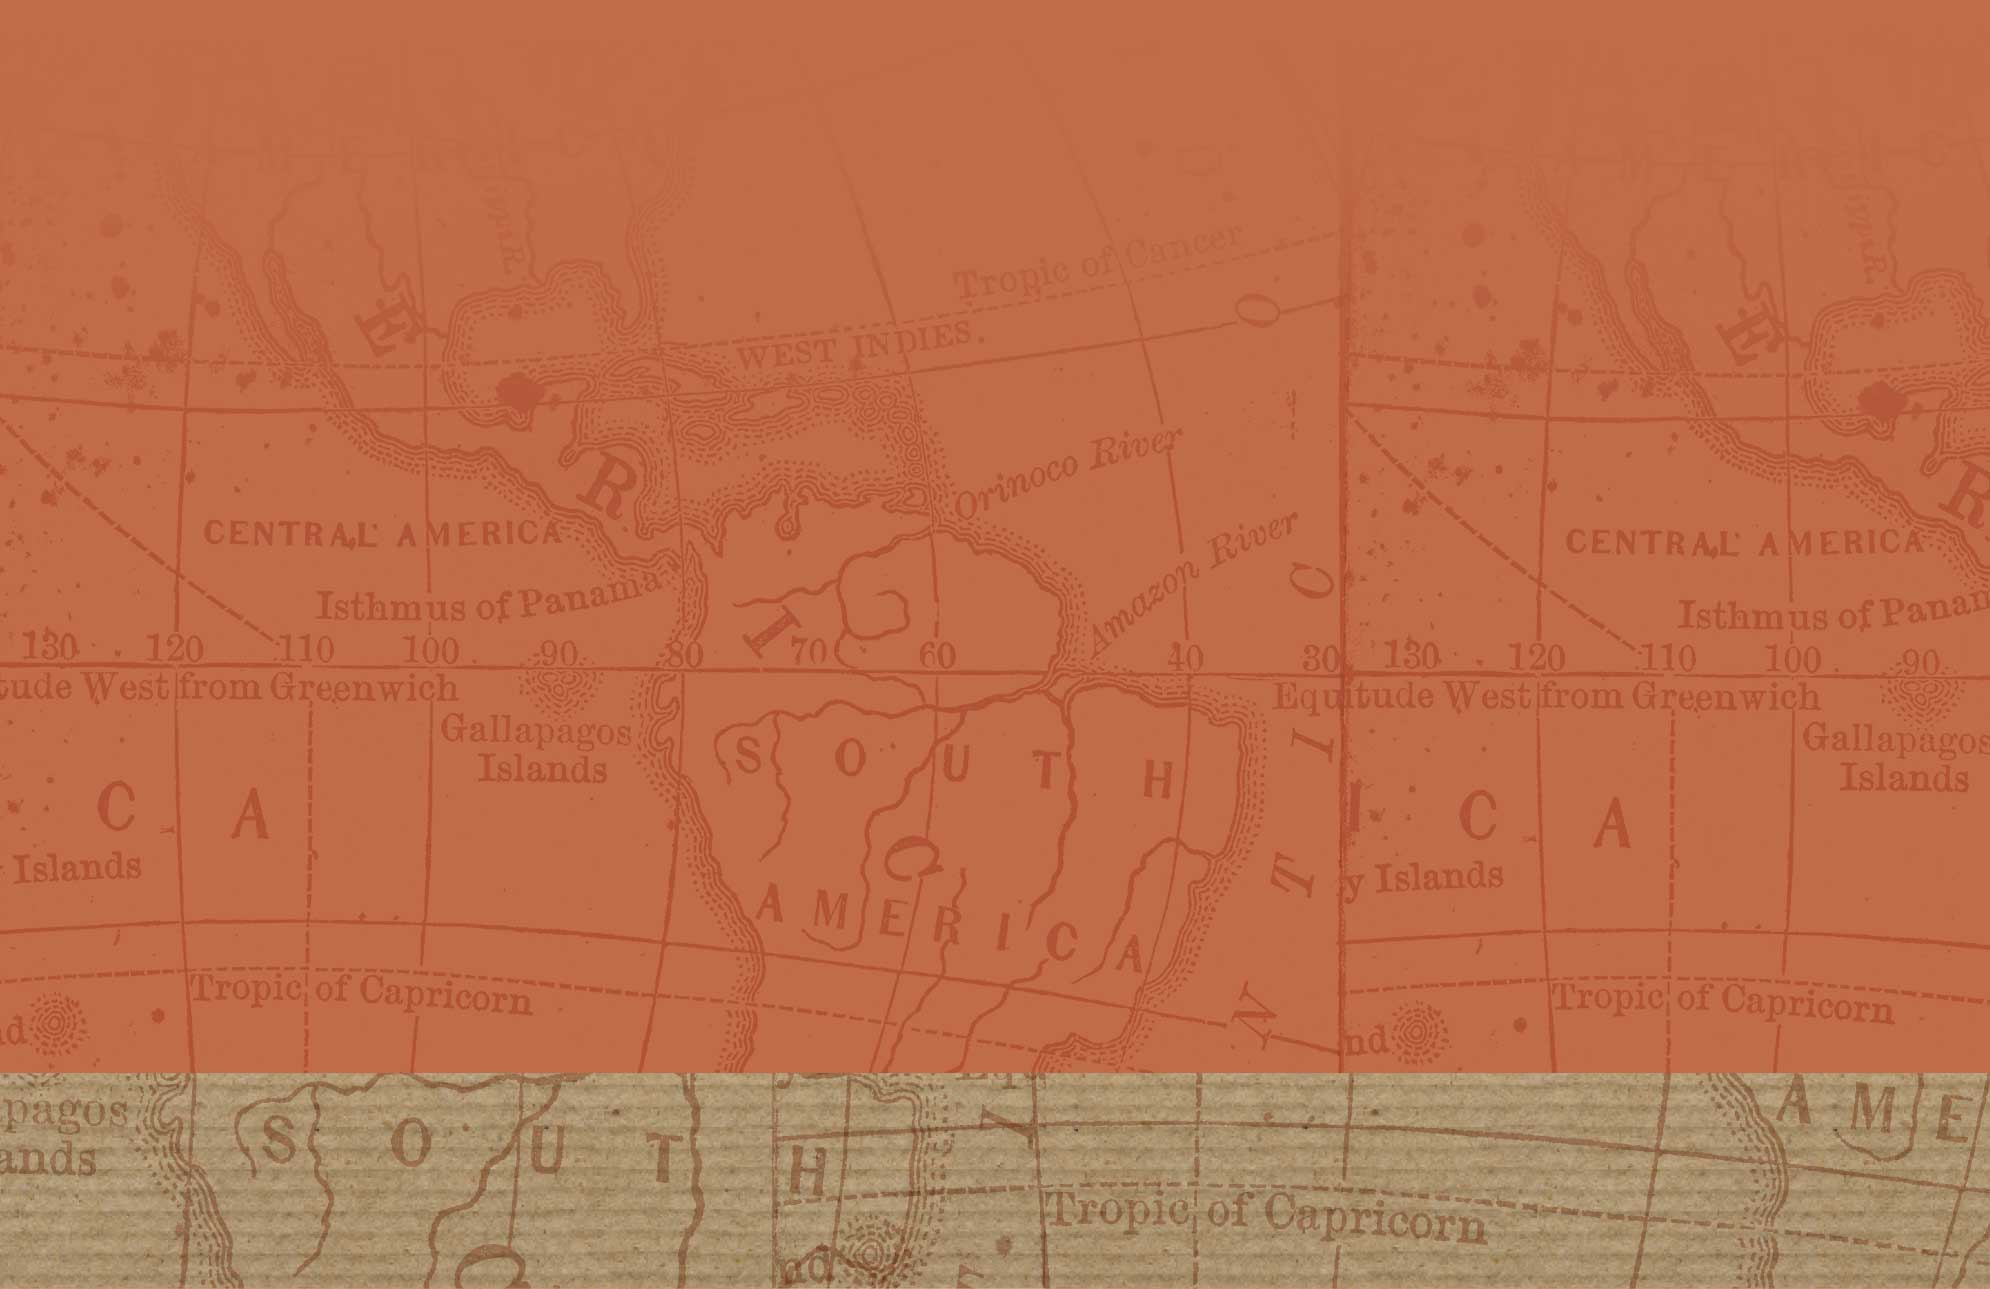 Tropic of Cancer
WEST INDIES.
Orinoco River
Amazon River
CENTRAL AMERICA
CENTRAL AMERICA
Isthmus of Panama
Isthmus of Panam
130 120 110 100 90 80 70 60 40 30 130 120 110 100 90
tude West from Greenwich
Equitude West from Greenwich
Gallapagos
Islands
Gallapagos
Islands
SOUTH
AMERICA
C A
I C A
Islands
y Islands
Tropic of Capricorn
Tropic of Capricorn
nd
nd
E
R
I
C
O
C
I
T
N
E
R
pagos
ands
S O U T H
A M E
Tropic of Capricorn
nd